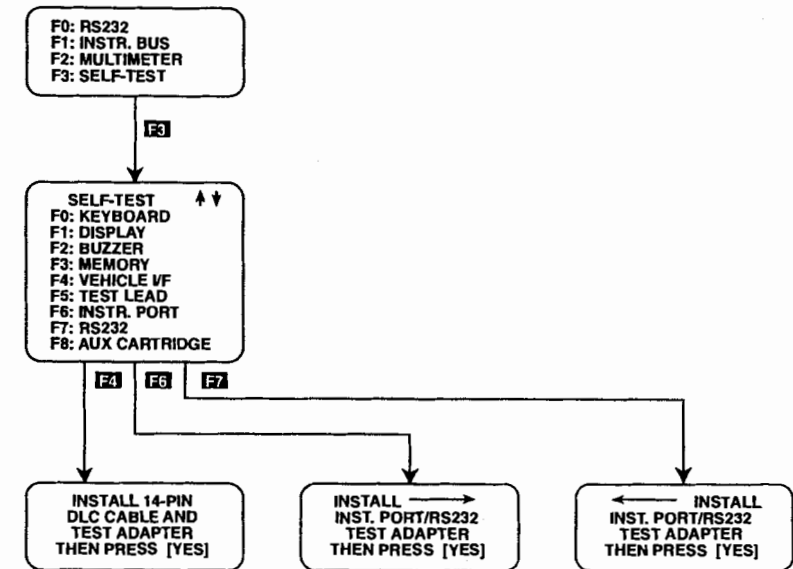 F0: RS232
F1: INSTR. BUS
F2: MULTIMETER
F3: SELF-TEST
F3
SELF-TEST
F0: KEYBOARD
F1: DISPLAY
F2: BUZZER
F3: MEMORY
F4: VEHICLE I/F
F5: TEST LEAD
F6: INSTR. PORT
F7: RS232
F8: AUX CARTRIDGE
F4 F6 F7
INSTALL 14-PIN
DLC CABLE AND
TEST ADAPTER
THEN PRESS [YES]
INSTALL
INST. PORT/RS232
TEST ADAPTER
THEN PRESS [YES]
INSTALL
INST. PORT/RS232
TEST ADAPTER
THEN PRESS [YES]